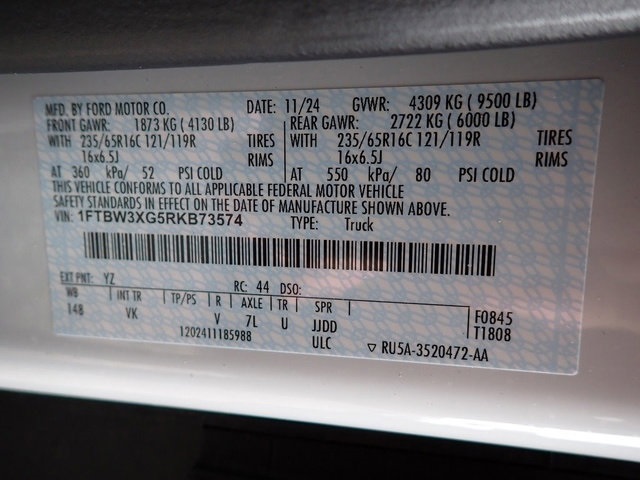 MFD. BY FORD MOTOR CO. DATE: 11/24 GVWR: 4309 KG ( 9500 LB)
FRONT GAWR: 1873 KG ( 4130 LB) REAR GAWR: 2722 KG ( 6000 LB)
WITH 235/65R16C 121/119R TIRES WITH 235/65R16C 121/119R TIRES
16x6.5J RIMS 16x6.5J RIMS
AT 360 kPa/ 52 PSI COLD AT 550 kPa/ 80 PSI COLD
THIS VEHICLE CONFORMS TO ALL APPLICABLE FEDERAL MOTOR VEHICLE
SAFETY STANDARDS IN EFFECT ON THE DATE OF MANUFACTURE SHOWN ABOVE.
VIN: 1FTBW3XG5RKB73574 TYPE: Truck
EXT PNT: YZ RC: 44 DSO:
WB INT TR TP/PS R AXLE TR SPR F0845
148 VK V 7L U JJDD T1808
1202411185988 ULC ▽ RU5A-3520472-AA